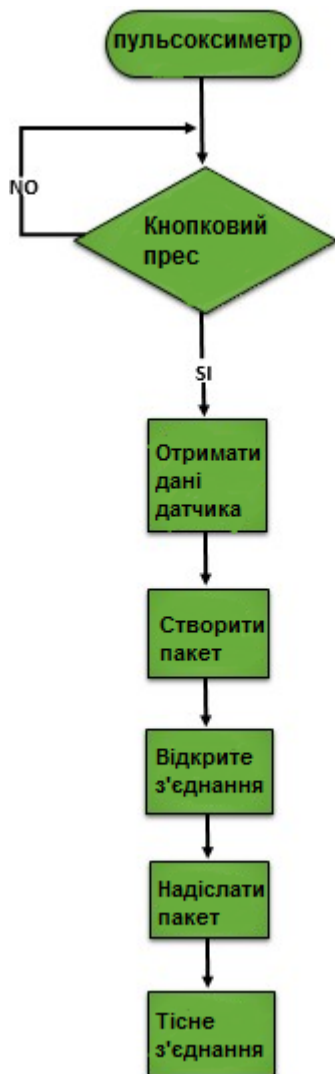 пульсоксиметр
NO
Кнопковий
прес
SI
Отримати
дані
датчика
Створити
пакет
Відкрите
з'єднання
Надіслати
пакет
Тісне
з'єднання